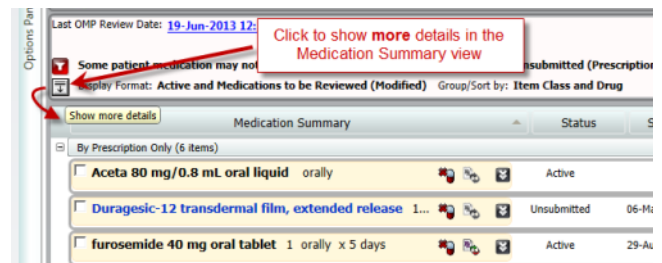 Options Pan
Last OMP Review Date: 19-Jun-2013 12:
Click to show more details in the
Medication Summary view
Some patient medication may not
nsubmitted (Prescription
Display Format: Active and Medications to be Reviewed (Modified) Group/Sort by: Item Class and Drug
Show more details
Medication Summary Status S
By Prescription Only (6 items)
Aceta 80 mg/0.8 mL oral liquid orally Active
Duragesic-12 transdermal film, extended release 1... Unsubmitted 06-Ma
furosemide 40 mg oral tablet 1 orally x 5 days Active 29-Au